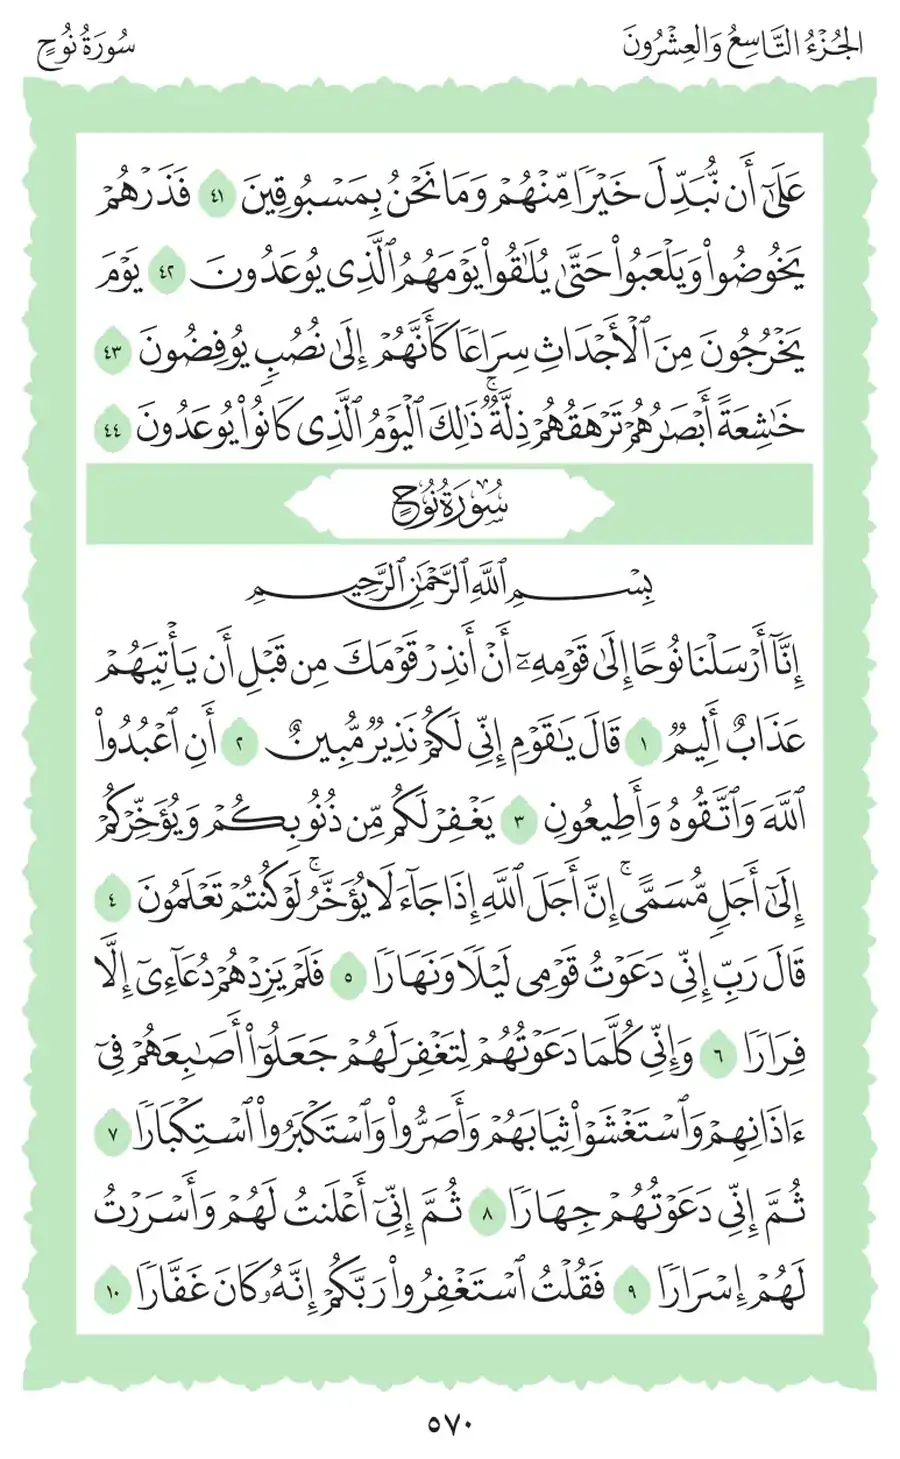 الجُزْءُ التَّاسِعُ وَالعِشْرُونَ
سُورَةُ نُوحٍ
عَلَىٰٓ أَن نُّبَدِّلَ خَيْرٗا مِّنْهُمْ وَمَا نَحْنُ بِمَسْبُوقِينَ ٤١ فَذَرْهُمْ
يَخُوضُواْ وَيَلْعَبُواْ حَتَّىٰ يُلَٰقُواْ يَوْمَهُمُ ٱلَّذِي يُوعَدُونَ ٤٢ يَوْمَ
يَخْرُجُونَ مِنَ ٱلْأَجْدَاثِ سِرَاعٗا كَأَنَّهُمْ إِلَىٰ نُصُبٖ يُوفِضُونَ ٤٣
خَٰشِعَةً أَبْصَٰرُهُمْ تَرْهَقُهُمْ ذِلَّةٞۚ ذَٰلِكَ ٱلْيَوْمُ ٱلَّذِي كَانُواْ يُوعَدُونَ ٤٤
سُورَةُ نُوحٍ
بِسْمِ ٱللَّهِ ٱلرَّحْمَٰنِ ٱلرَّحِيمِ
إِنَّآ أَرْسَلْنَا نُوحًا إِلَىٰ قَوْمِهِۦٓ أَنْ أَنذِرْ قَوْمَكَ مِن قَبْلِ أَن يَأْتِيَهُمْ
عَذَابٌ أَلِيمٞ ١ قَالَ يَٰقَوْمِ إِنِّي لَكُمْ نَذِيرٞ مُّبِينٌ ٢ أَنِ ٱعْبُدُواْ
ٱللَّهَ وَٱتَّقُوهُ وَأَطِيعُونِ ٣ يَغْفِرْ لَكُم مِّن ذُنُوبِكُمْ وَيُؤَخِّرْكُمْ
إِلَىٰٓ أَجَلٖ مُّسَمًّىۚ إِنَّ أَجَلَ ٱللَّهِ إِذَا جَآءَ لَا يُؤَخَّرُۚ لَوْ كُنتُمْ تَعْلَمُونَ ٤
قَالَ رَبِّ إِنِّي دَعَوْتُ قَوْمِي لَيْلٗا وَنَهَارٗا ٥ فَلَمْ يَزِدْهُمْ دُعَآءِيٓ إِلَّا
فِرَارٗا ٦ وَإِنِّي كُلَّمَا دَعَوْتُهُمْ لِتَغْفِرَ لَهُمْ جَعَلُوٓاْ أَصَٰبِعَهُمْ فِيٓ
ءَاذَانِهِمْ وَٱسْتَغْشَوْاْ ثِيَابَهُمْ وَأَصَرُّواْ وَٱسْتَكْبَرُواْ ٱسْتِكْبَارٗا ٧
ثُمَّ إِنِّي دَعَوْتُهُمْ جِهَارٗا ٨ ثُمَّ إِنِّيٓ أَعْلَنتُ لَهُمْ وَأَسْرَرْتُ
لَهُمْ إِسْرَارٗا ٩ فَقُلْتُ ٱسْتَغْفِرُواْ رَبَّكُمْ إِنَّهُۥ كَانَ غَفَّارٗا ١٠
٥٧٠